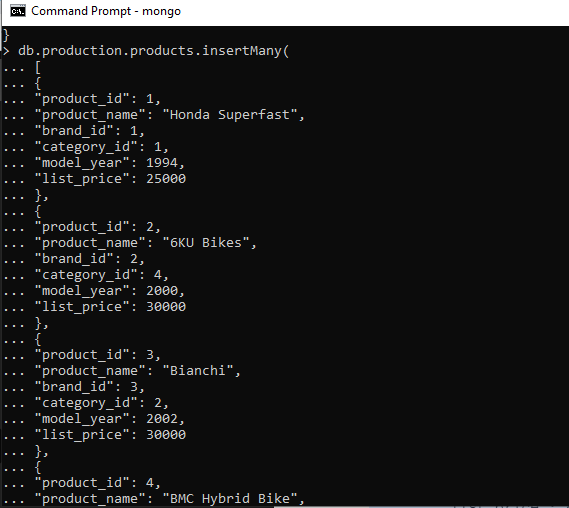 Command Prompt - mongo
}
> db.production.products.insertMany(
... [
... {
... "product_id": 1,
... "product_name": "Honda Superfast",
... "brand_id": 1,
... "category_id": 1,
... "model_year": 1994,
... "list_price": 25000
... },
... {
... "product_id": 2,
... "product_name": "6KU Bikes",
... "brand_id": 2,
... "category_id": 4,
... "model_year": 2000,
... "list_price": 30000
... },
... {
... "product_id": 3,
... "product_name": "Bianchi",
... "brand_id": 3,
... "category_id": 2,
... "model_year": 2002,
... "list_price": 30000
... },
... {
... "product_id": 4,
... "product_name": "BMC Hybrid Bike",